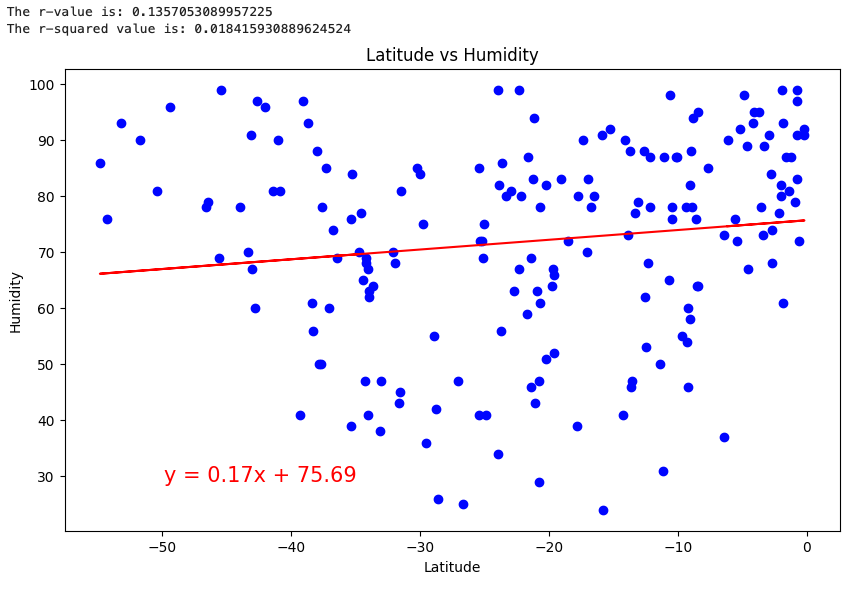 The r-value is: 0.1357053089957225
The r-squared value is: 0.018415930889624524
Latitude vs Humidity
100
90
80
70
60
50
40
30
Humidity
y = 0.17x + 75.69
−50
−40
−30
−20
−10
0
Latitude